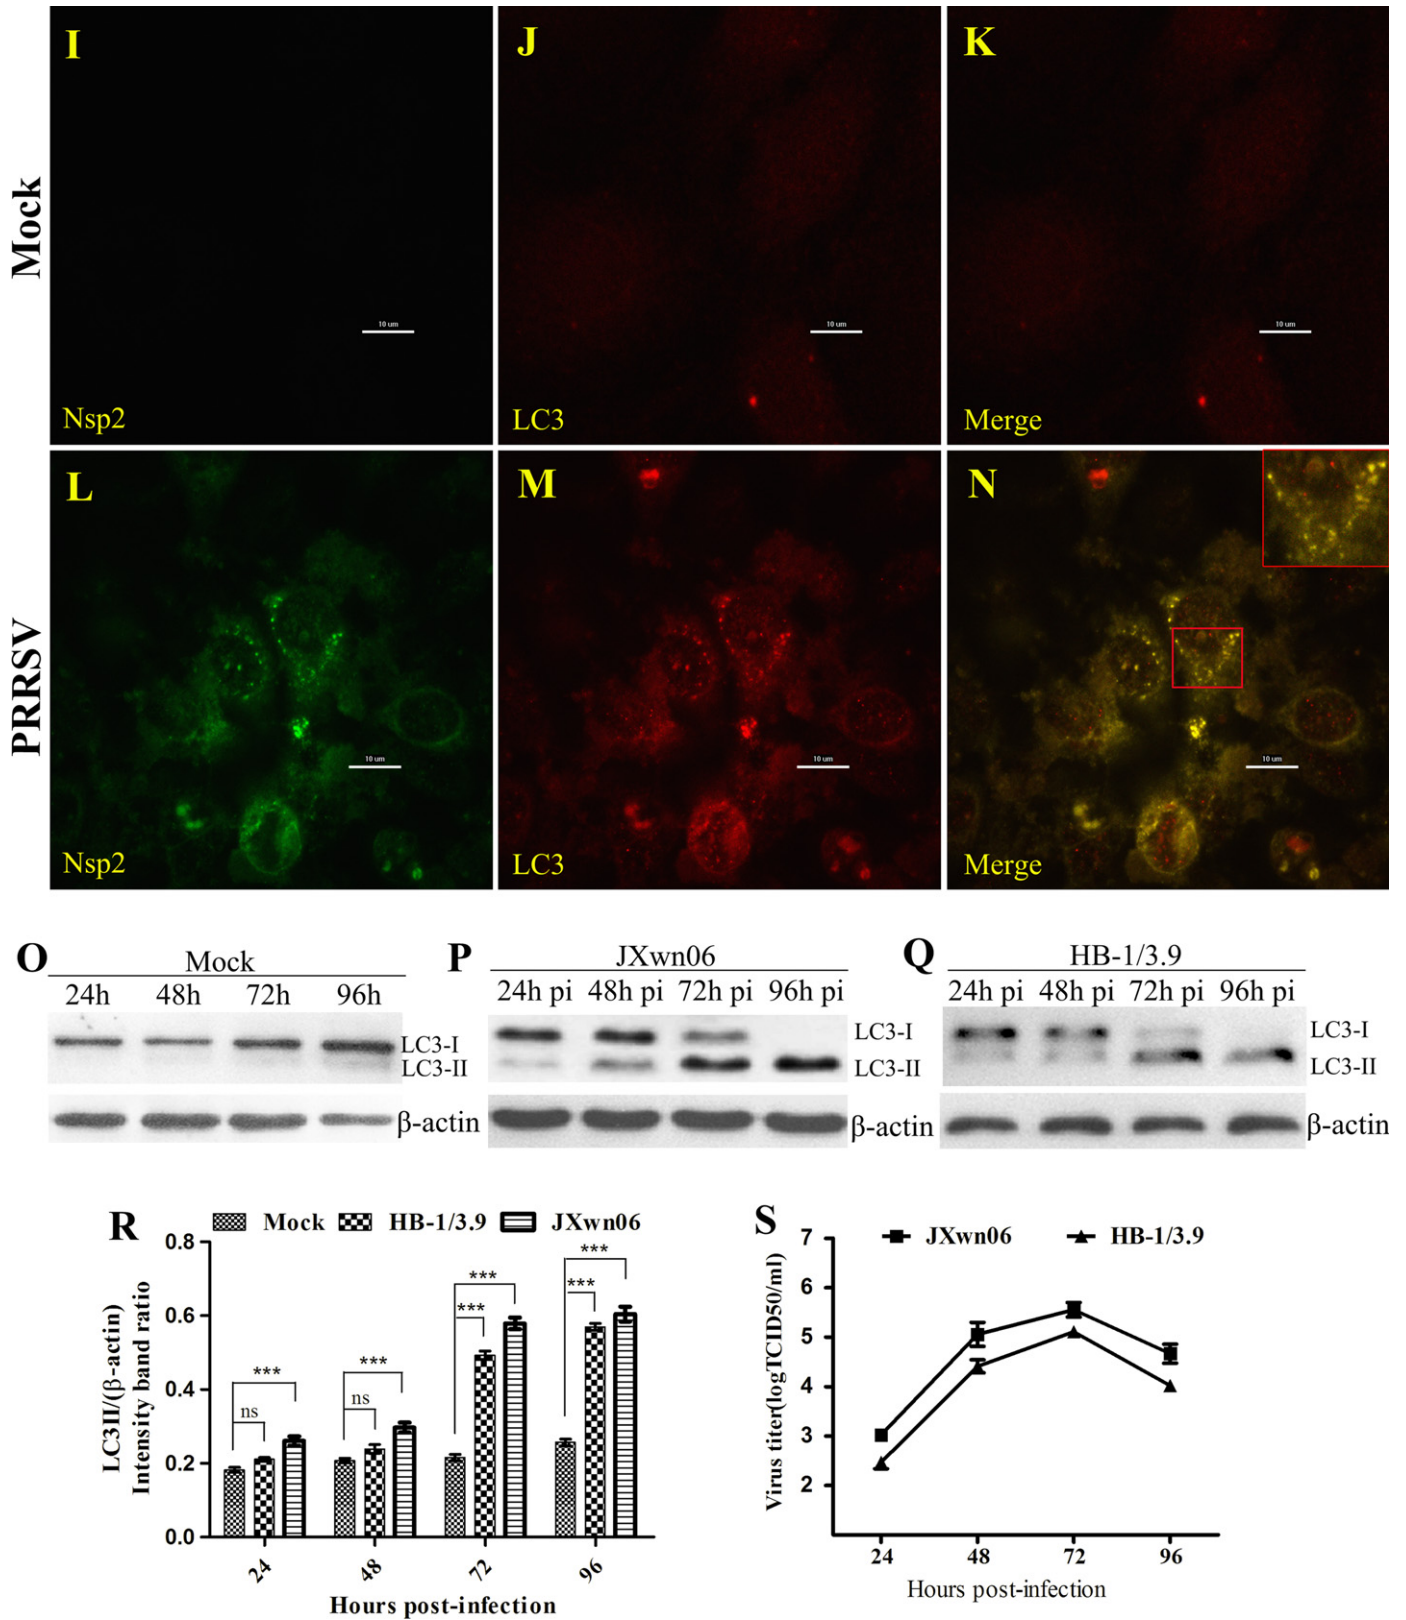 I
J
K
Mock
10 um
10 um
10 um
Nsp2
LC3
Merge
L
M
N
PRRSV
10 um
10 um
10 um
Nsp2
LC3
Merge
O
Mock
24h 48h 72h 96h
LC3-I
LC3-II
β-actin
P
JXwn06
24h pi 48h pi 72h pi 96h pi
LC3-I
LC3-II
β-actin
Q
HB-1/3.9
24h pi 48h pi 72h pi 96h pi
LC3-I
LC3-II
β-actin
R
Mock HB-1/3.9 JXwn06
LC3II/(β-actin)
Intensity band ratio
0.8
0.6
0.4
0.2
0.0
ns
***
ns
***
***
***
***
***
24 48 72 96
Hours post-infection
S
JXwn06 HB-1/3.9
Virus titer(logTCID50/ml)
7
6
5
4
3
2
24 48 72 96
Hours post-infection